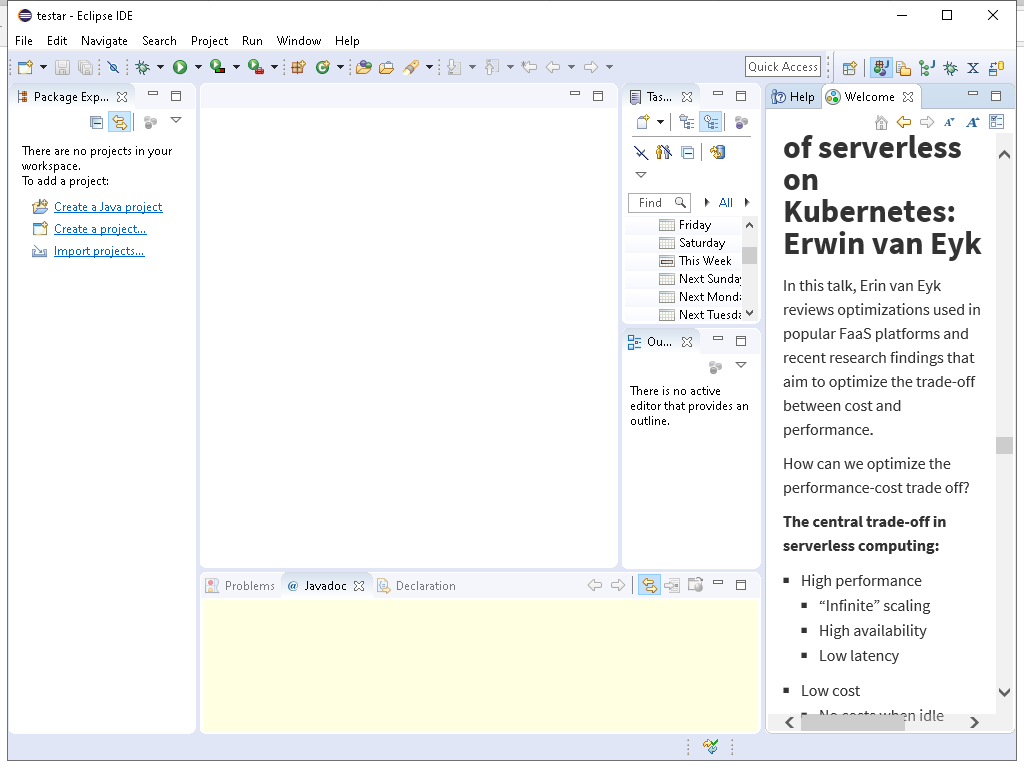 testar - Eclipse IDE
File Edit Navigate Search Project Run Window Help
Quick Access
Package Exp...
There are no projects in your
workspace.
To add a project:
Create a Java project
Create a project...
Import projects...
Tas...
Find
All
Friday
Saturday
This Week
Next Sunday
Next Monda
Next Tuesda
Ou...
There is no active
editor that provides an
outline.
Problems @ Javadoc Declaration
Help Welcome
of serverless
on
Kubernetes:
Erwin van Eyk
In this talk, Erin van Eyk
reviews optimizations used in
popular FaaS platforms and
recent research findings that
aim to optimize the trade-off
between cost and
performance.
How can we optimize the
performance-cost trade off?
The central trade-off in
serverless computing:
▪ High performance
▪ “Infinite” scaling
▪ High availability
▪ Low latency
▪ Low cost
▪ No costs when idle